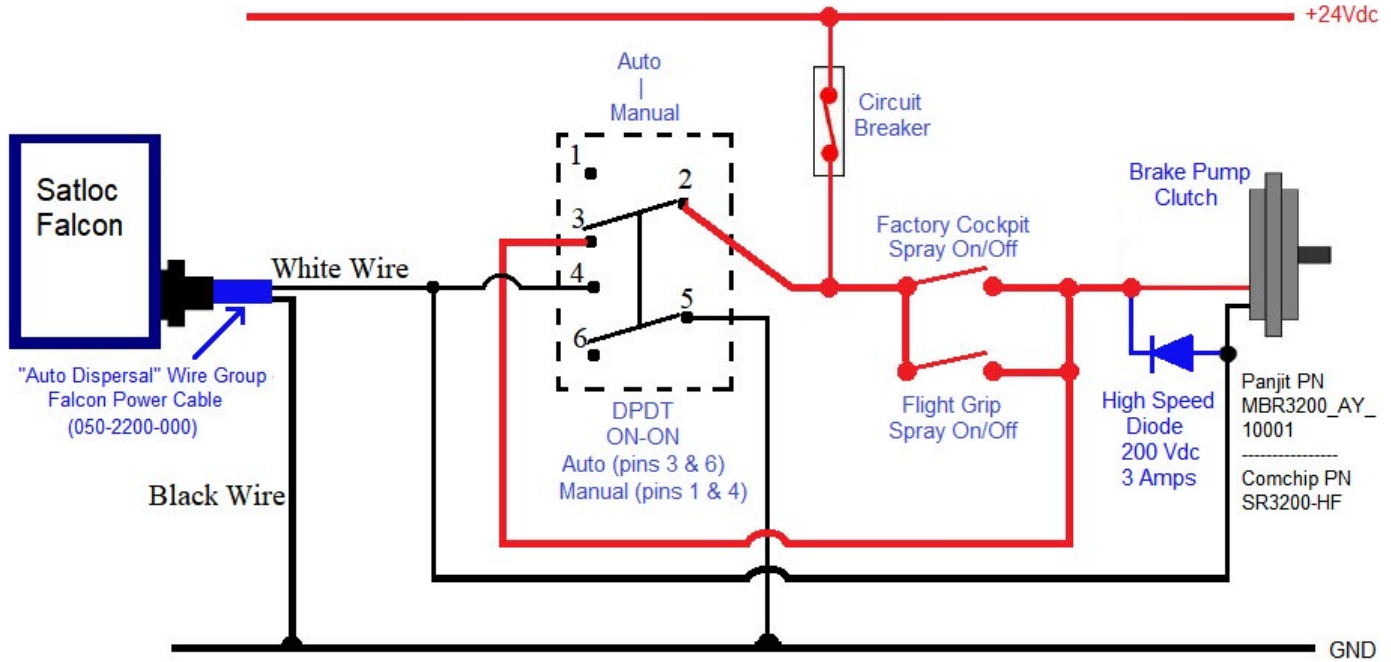 +24Vdc
Auto
|
Manual
Circuit
Breaker
Satloc
Falcon
White Wire
"Auto Dispersal" Wire Group
Falcon Power Cable
(050-2200-000)
Black Wire
1
2
3
4
5
6
DPDT
ON-ON
Auto (pins 3 & 6)
Manual (pins 1 & 4)
Factory Cockpit
Spray On/Off
Flight Grip
Spray On/Off
Brake Pump
Clutch
High Speed
Diode
200 Vdc
3 Amps
Panjit PN
MBR3200_AY_
10001
----------------
Comchip PN
SR3200-HF
GND